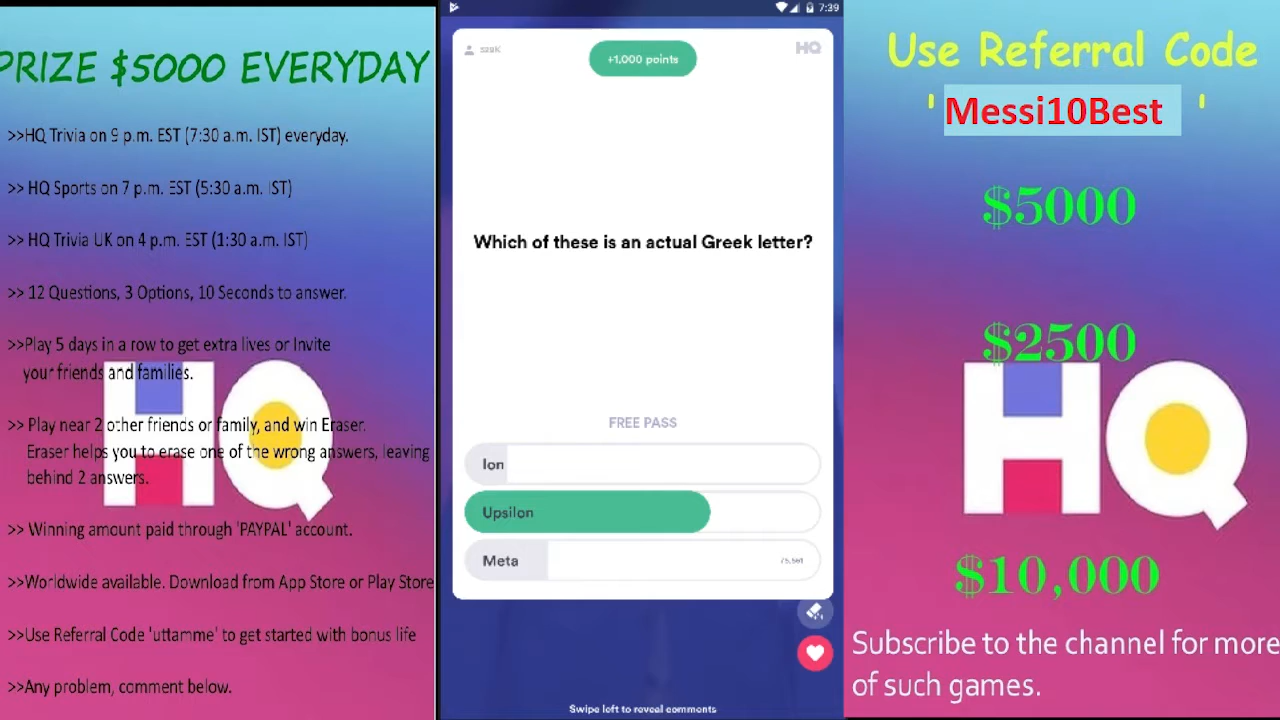 PRIZE $5000 EVERYDAY
>>HQ Trivia on 9 p.m. EST (7:30 a.m. IST) everyday.
>> HQ Sports on 7 p.m. EST (5:30 a.m. IST)
>> HQ Trivia UK on 4 p.m. EST (1:30 a.m. IST)
>> 12 Questions, 3 Options, 10 Seconds to answer.
>>Play 5 days in a row to get extra lives or Invite
your friends and families.
>> Play near 2 other friends or family, and win Eraser.
Eraser helps you to erase one of the wrong answers, leaving
behind 2 answers.
>> Winning amount paid through 'PAYPAL' account.
>>Worldwide available. Download from App Store or Play Store
>>Use Referral Code 'uttamme' to get started with bonus life
>>Any problem, comment below.
HQ
7:39
+1,000 points
HQ
Which of these is an actual Greek letter?
FREE PASS
Ion
Upsilon
Meta
Swipe left to reveal comments
Use Referral Code
' Messi10Best '
$5000
$2500
HQ
$10,000
Subscribe to the channel for more
of such games.